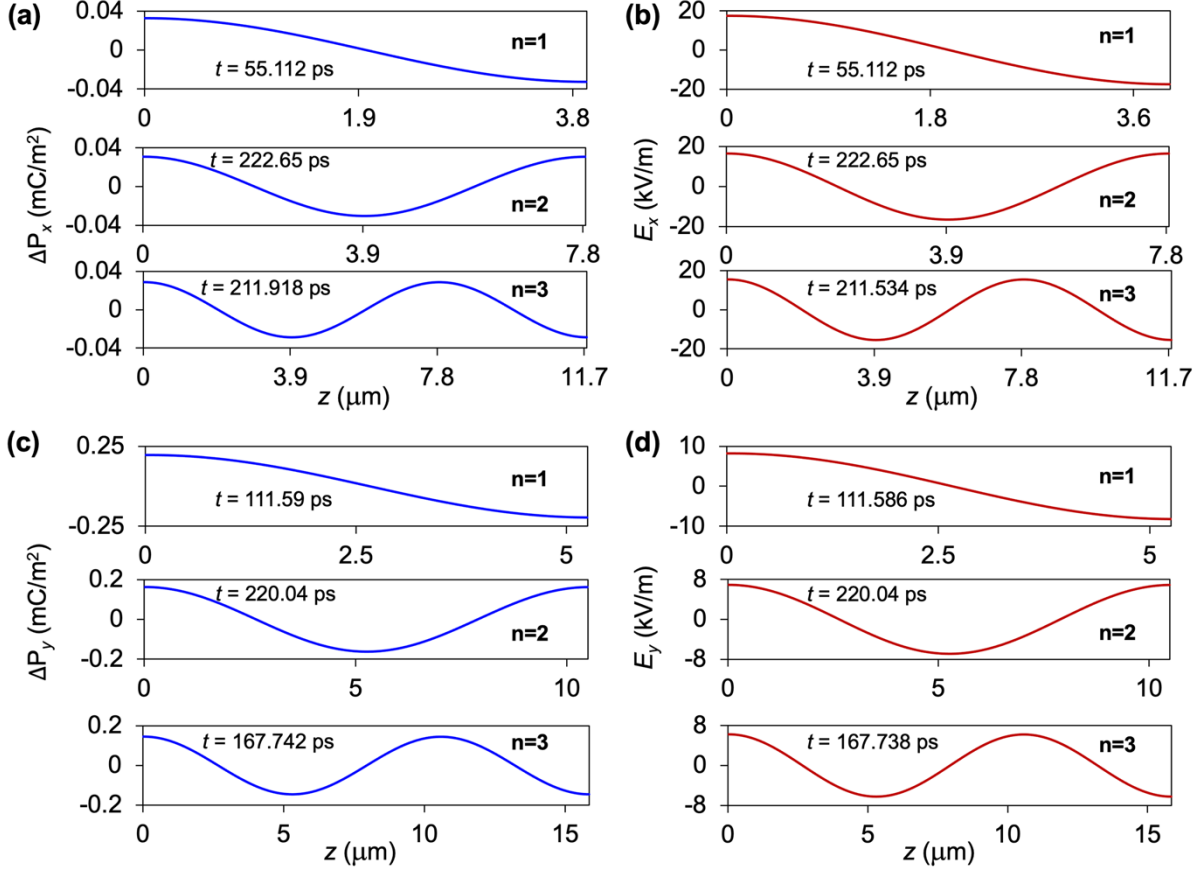 (a)
ΔPx (mC/m²)
0.04
0
-0.04
n=1
t = 55.112 ps
0 1.9 3.8
0.04
0
-0.04
t = 222.65 ps
n=2
0 3.9 7.8
0.04
0
-0.04
t = 211.918 ps
n=3
0 3.9 7.8 11.7
z (μm)
(b)
Ex (kV/m)
20
0
-20
n=1
t = 55.112 ps
0 1.8 3.6
20
0
-20
t = 222.65 ps
n=2
0 3.9 7.8
20
0
-20
t = 211.534 ps
n=3
0 3.9 7.8 11.7
z (μm)
(c)
ΔPy (mC/m²)
0.25
0
-0.25
n=1
t = 111.59 ps
0 2.5 5
0.2
0
-0.2
t = 220.04 ps
n=2
0 5 10
0.2
0
-0.2
t = 167.742 ps
n=3
0 5 10 15
z (μm)
(d)
Ey (kV/m)
10
0
-10
n=1
t = 111.586 ps
0 2.5 5
8
0
-8
t = 220.04 ps
n=2
0 5 10
8
0
-8
t = 167.738 ps
n=3
0 5 10 15
z (μm)